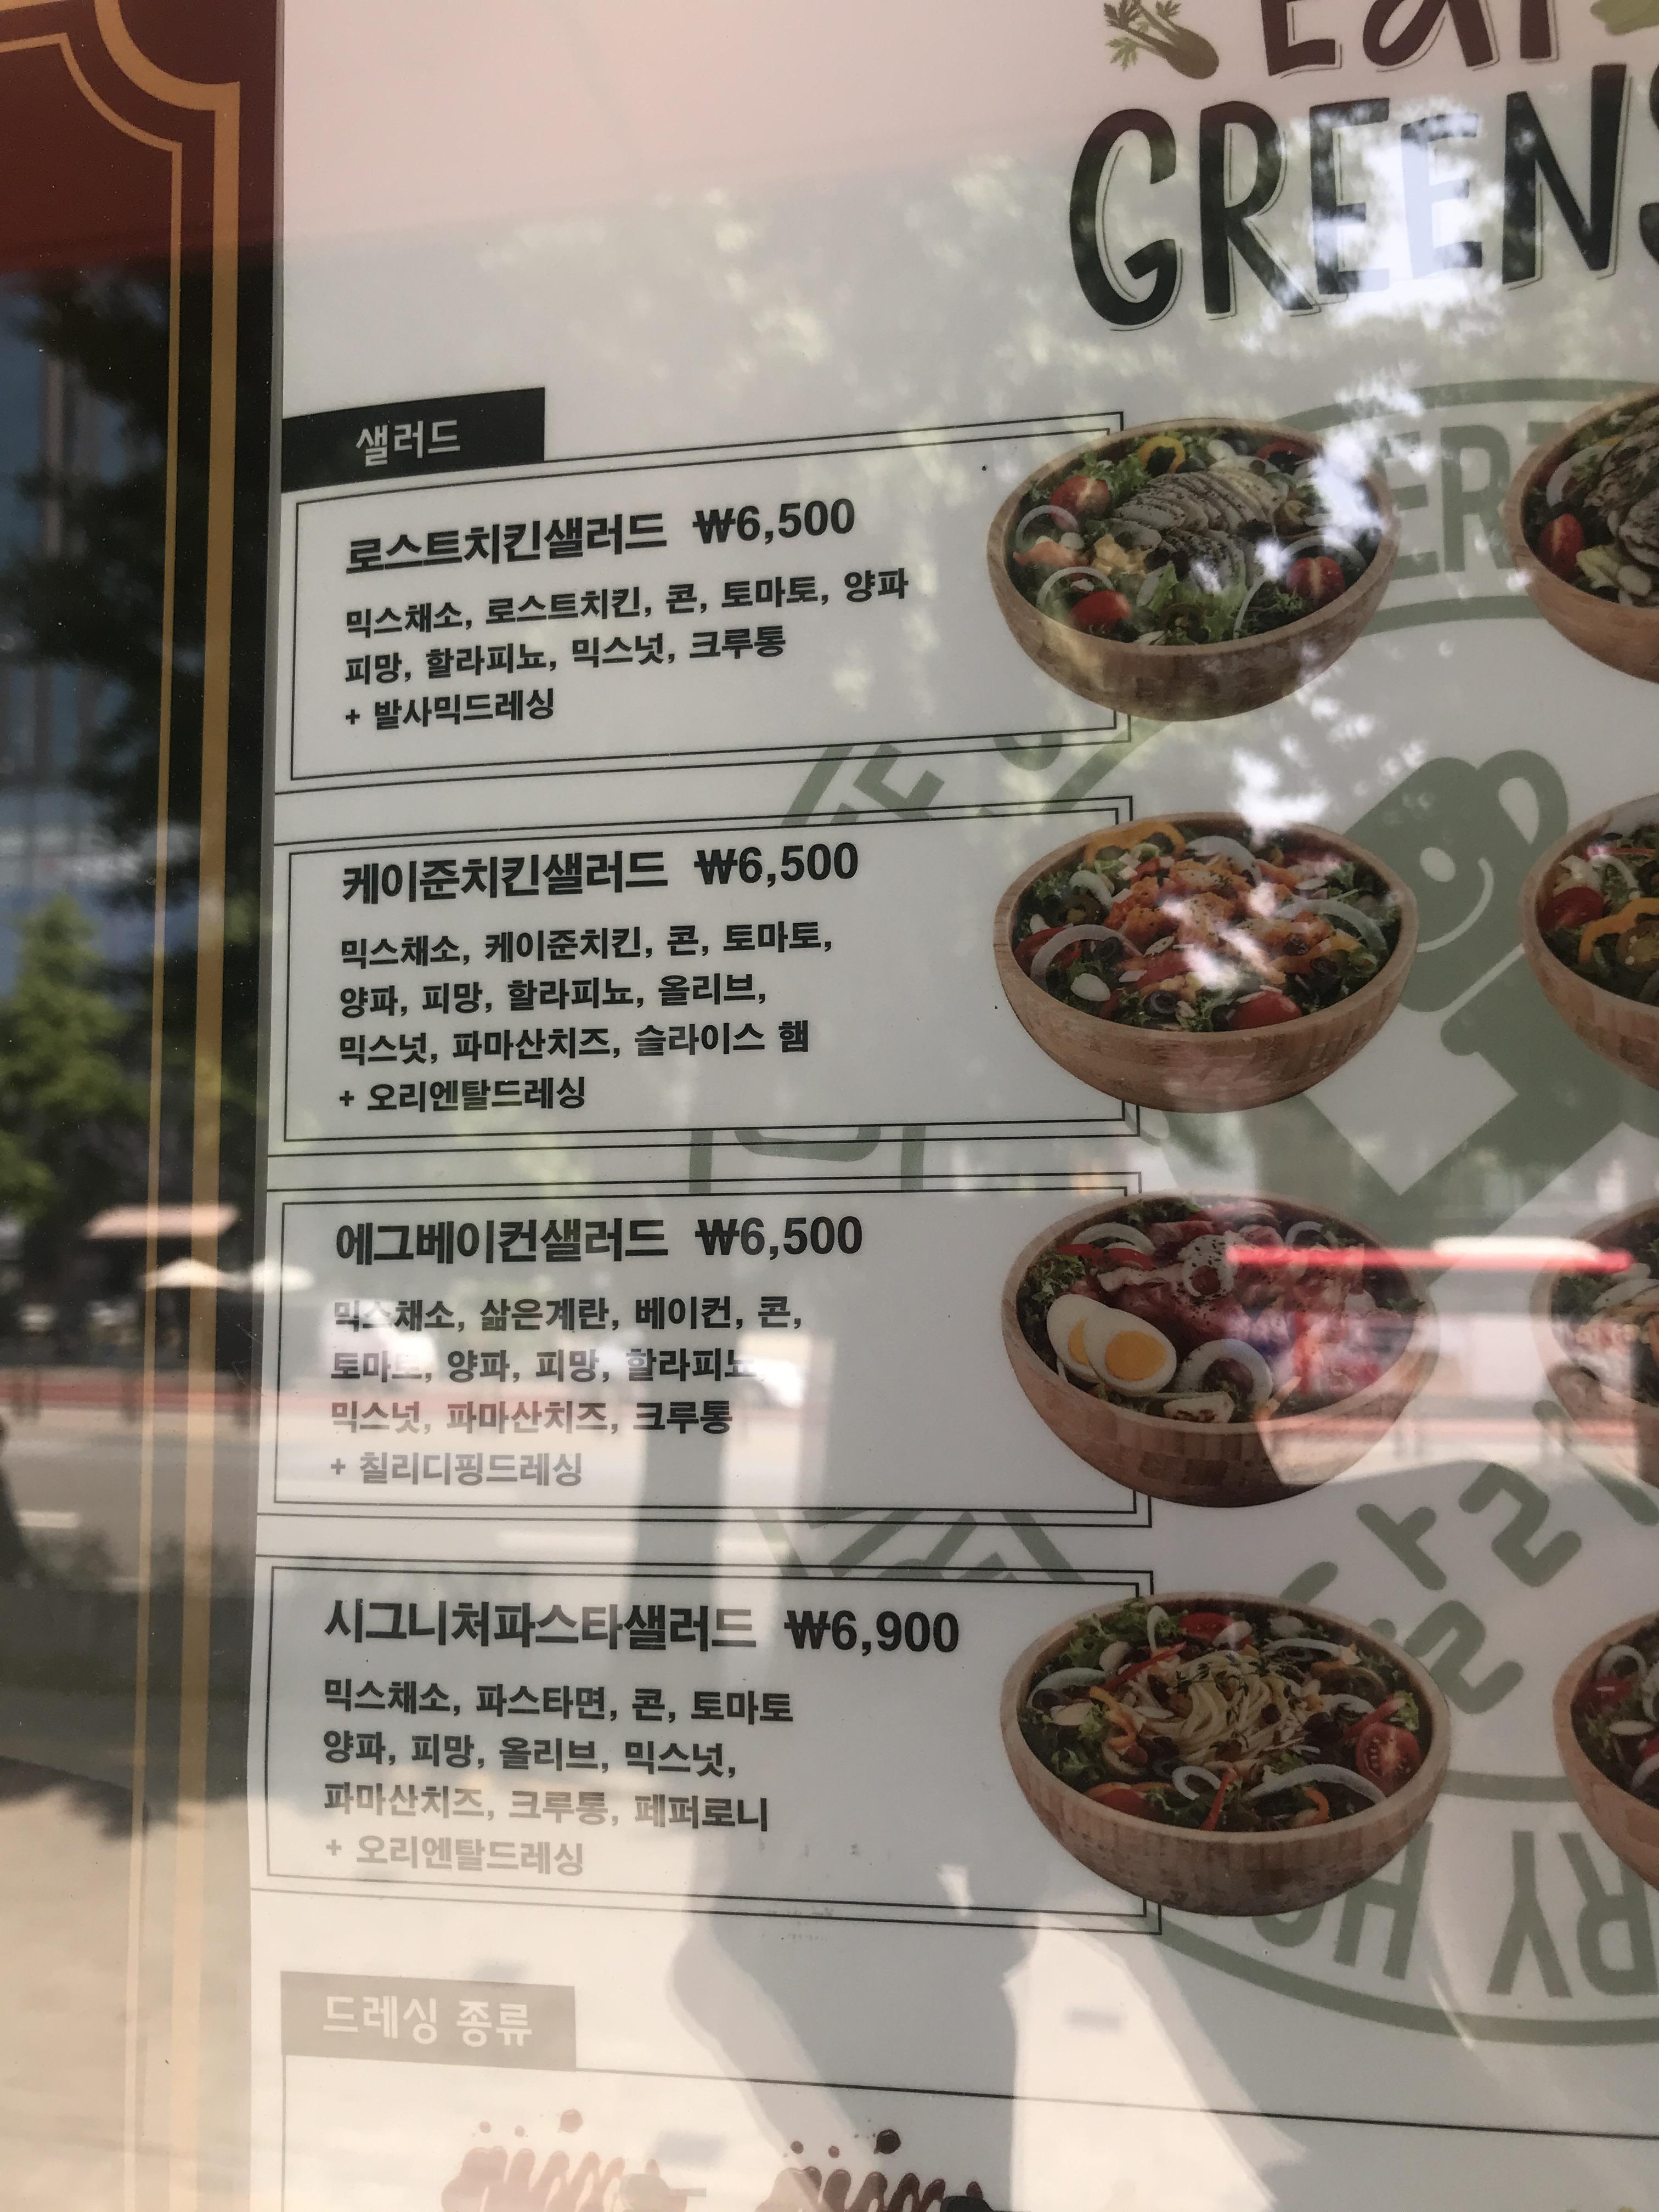 Eat
GREENS
샐러드
로스트치킨샐러드 ₩6,500
믹스채소, 로스트치킨, 콘, 토마토, 양파
피망, 할라피뇨, 믹스넛, 크루통
+ 발사믹드레싱
케이준치킨샐러드 ₩6,500
믹스채소, 케이준치킨, 콘, 토마토,
양파, 피망, 할라피뇨, 올리브,
믹스넛, 파마산치즈, 슬라이스 햄
+ 오리엔탈드레싱
에그베이컨샐러드 ₩6,500
믹스채소, 삶은계란, 베이컨, 콘,
토마토, 양파, 피망, 할라피뇨,
믹스넛, 파마산치즈, 크루통
+ 칠리디핑드레싱
시그니처파스타샐러드 ₩6,900
믹스채소, 파스타면, 콘, 토마토
양파, 피망, 올리브, 믹스넛,
파마산치즈, 크루통, 페퍼로니
+ 오리엔탈드레싱
드레싱 종류